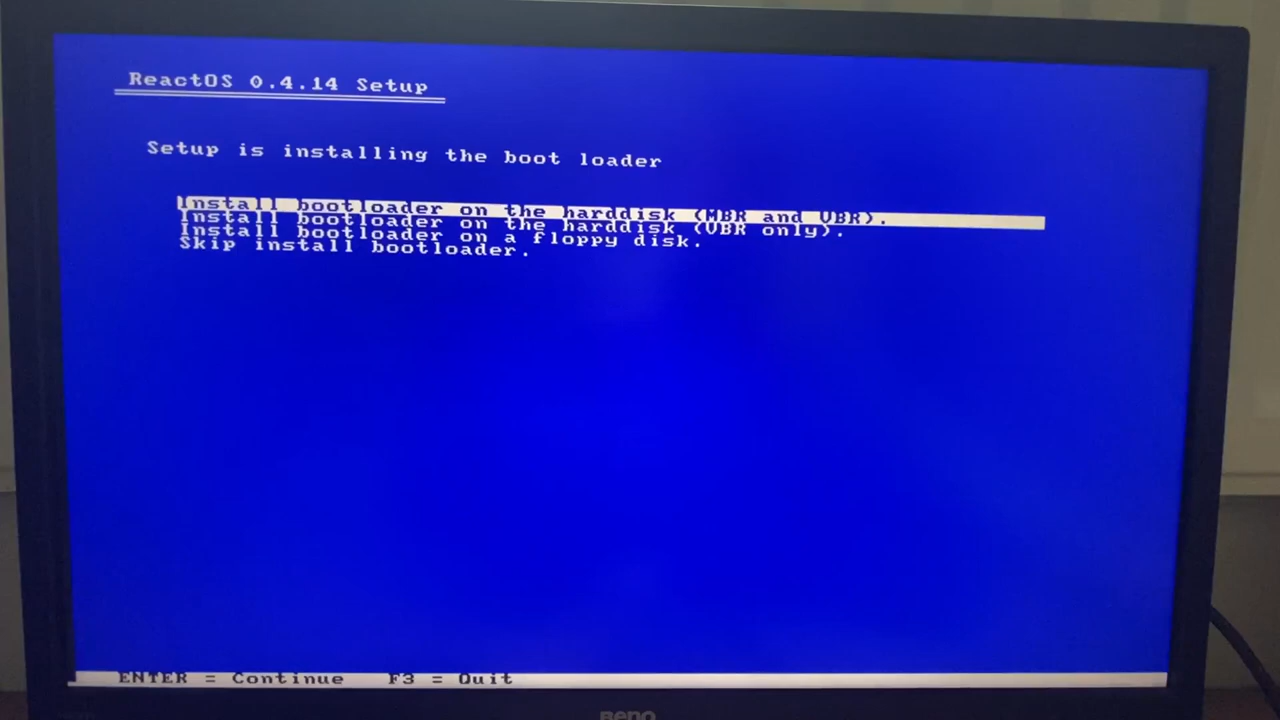 ReactOS 0.4.14 Setup
Setup is installing the boot loader
Install bootloader on the harddisk (MBR and VBR).
Install bootloader on the harddisk (VBR only).
Install bootloader on a floppy disk.
Skip install bootloader.
ENTER = Continue   F3 = Quit
BenQ